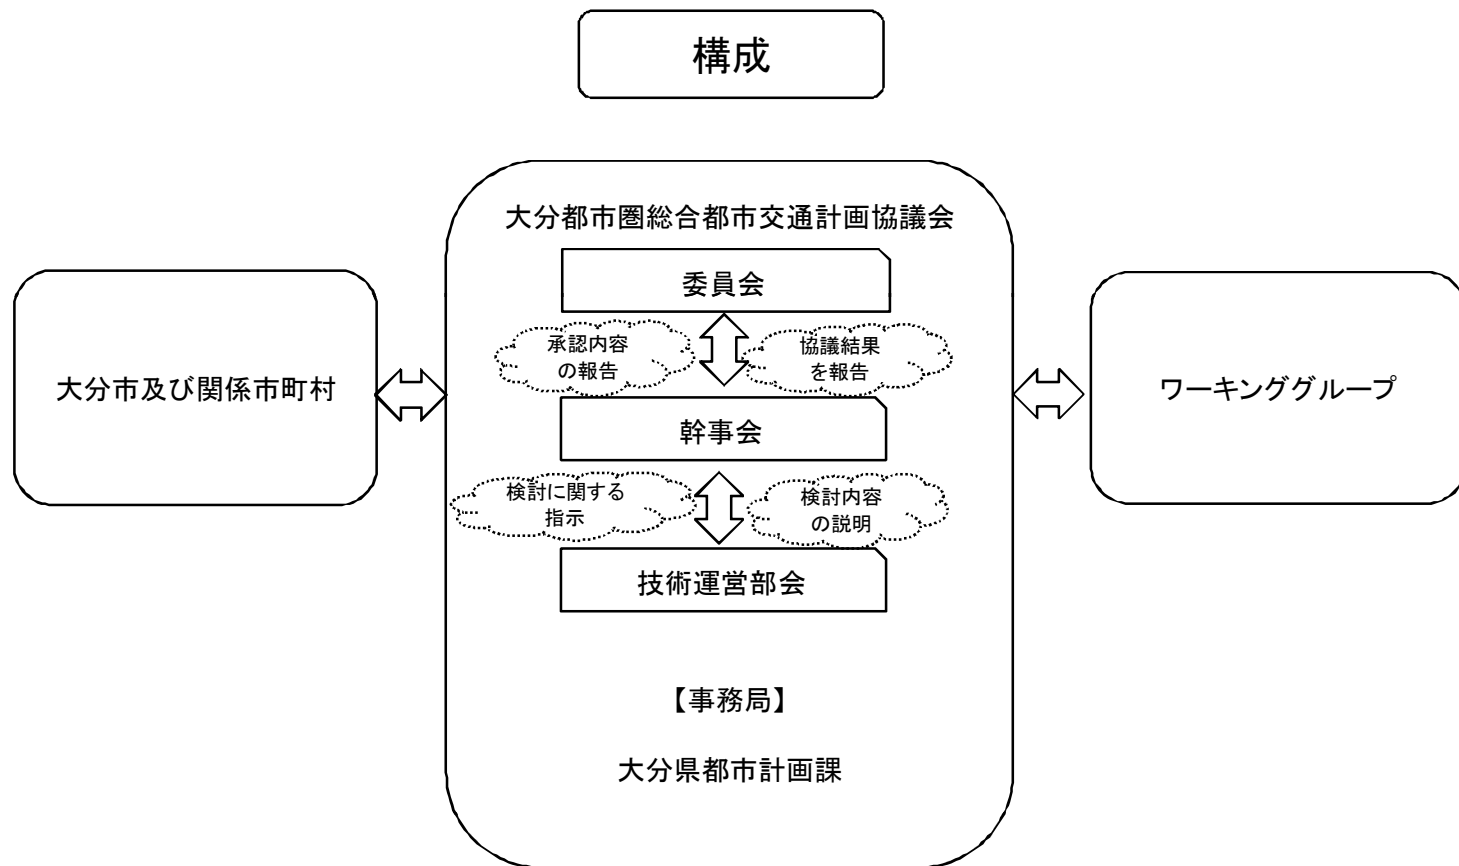 構成
大分都市圏総合都市交通計画協議会
委員会
承認内容
の報告
協議結果
を報告
大分市及び関係市町村
幹事会
ワーキンググループ
検討に関する
指示
検討内容
の説明
技術運営部会
【事務局】
大分県都市計画課